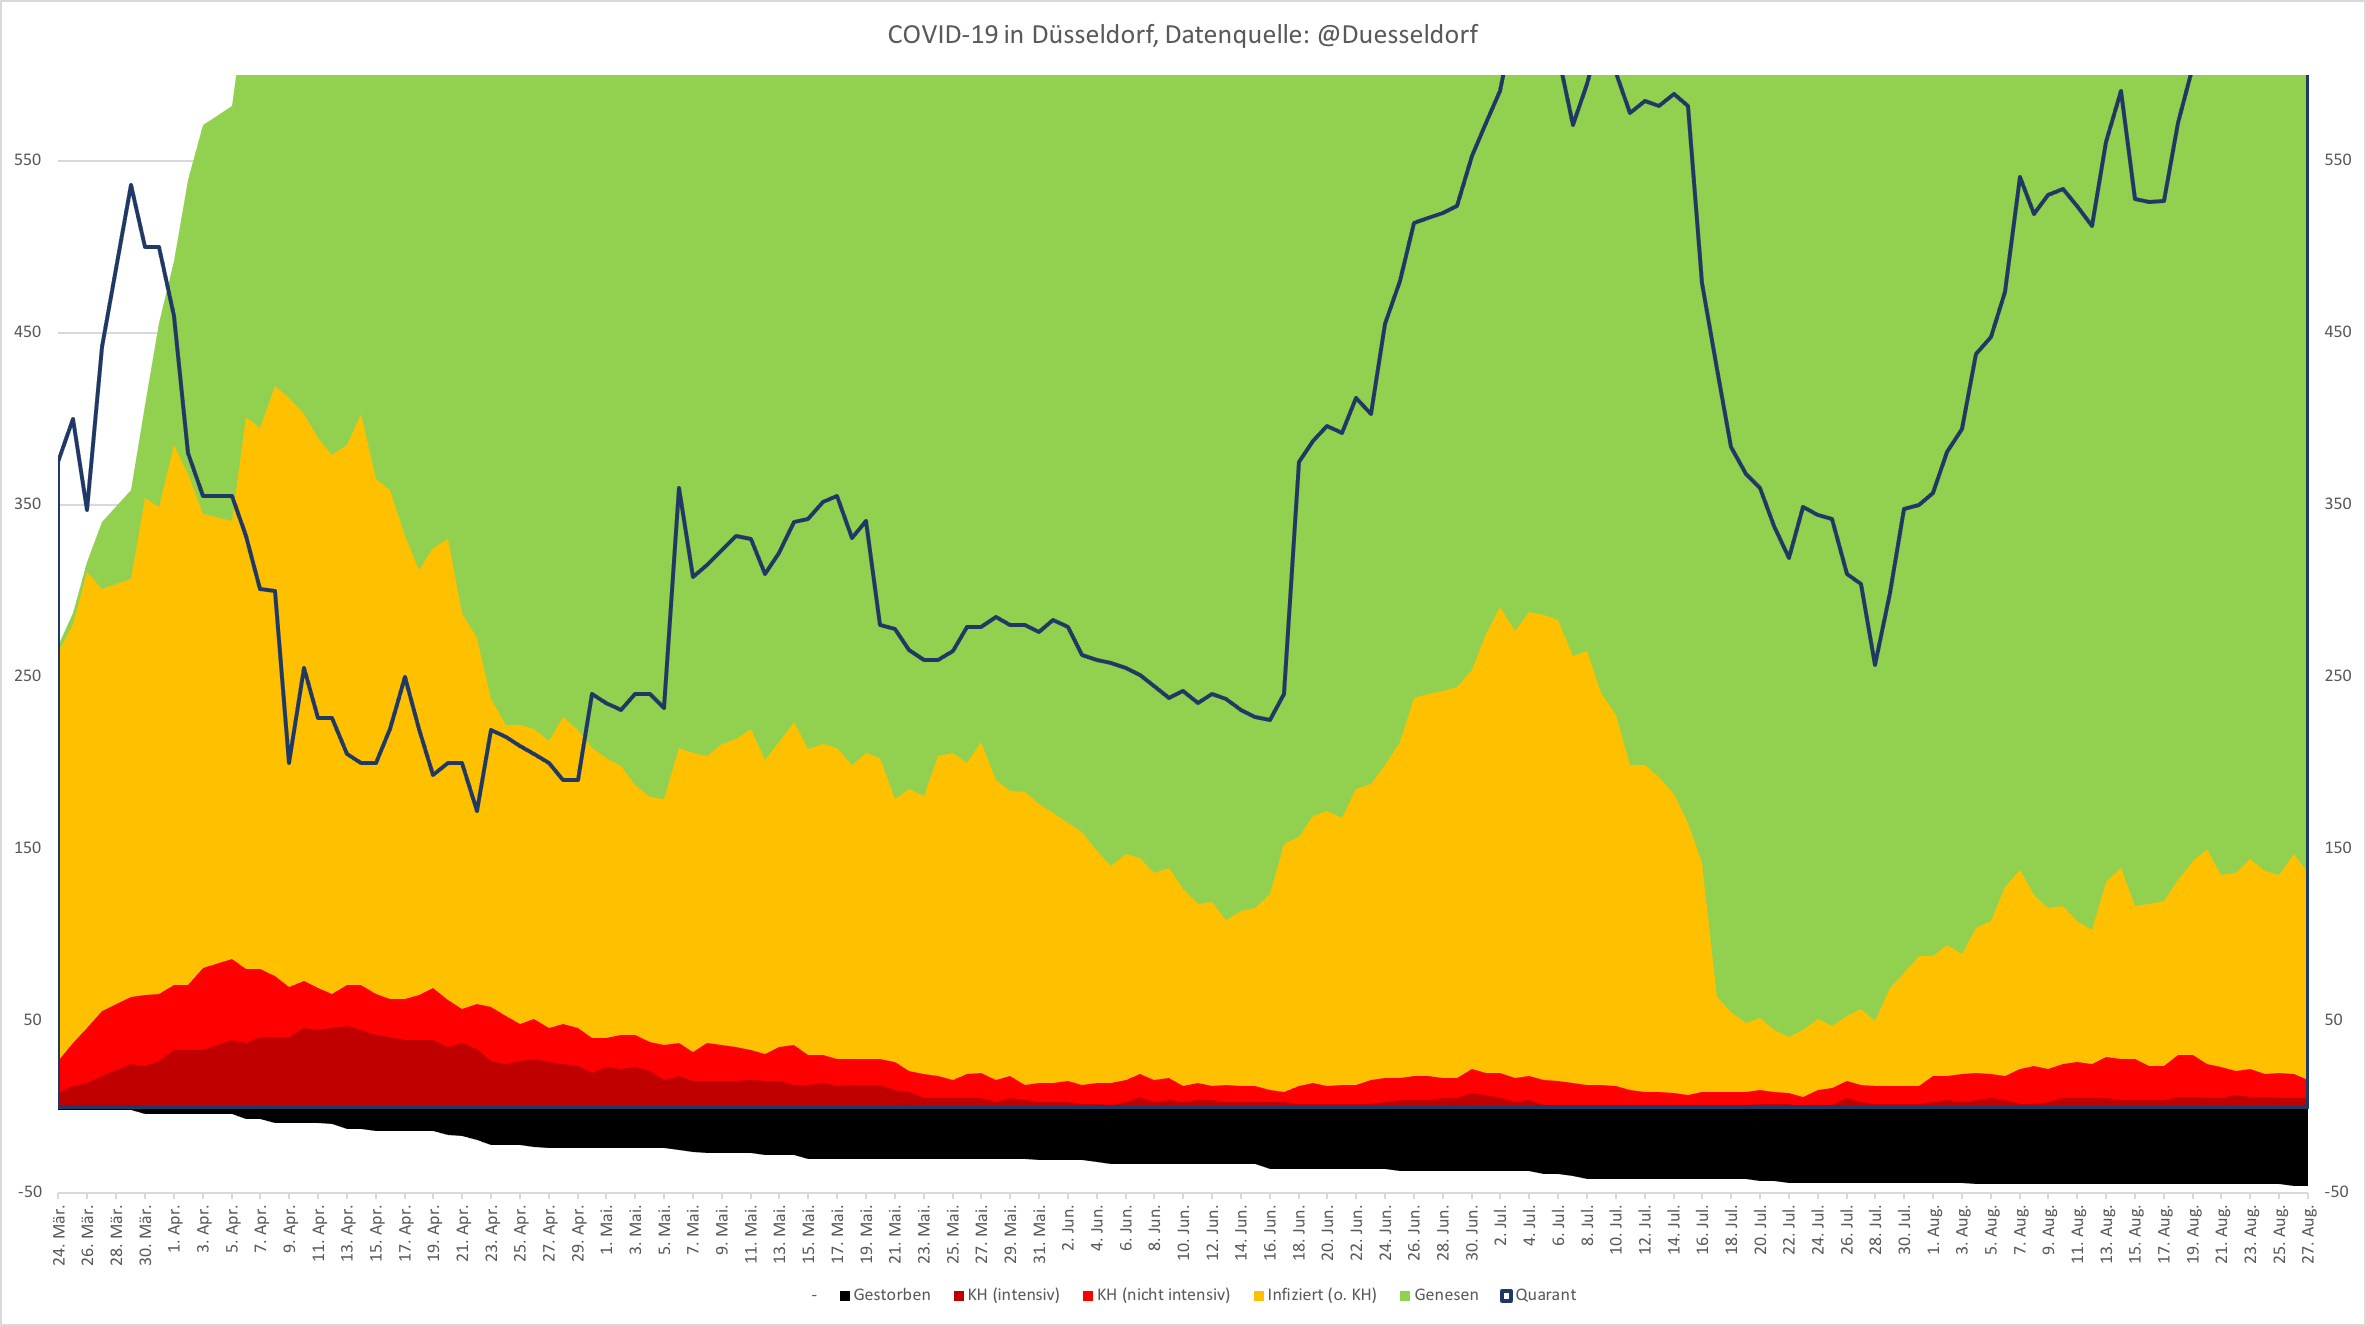 COVID-19 in Düsseldorf, Datenquelle: @Duesseldorf
550 550
450 450
350 350
250 250
150 150
50 50
-50 -50
24. Mär. 26. Mär. 28. Mär. 30. Mär. 1. Apr. 3. Apr. 5. Apr. 7. Apr. 9. Apr. 11. Apr. 13. Apr. 15. Apr. 17. Apr. 19. Apr. 21. Apr. 23. Apr. 25. Apr. 27. Apr. 29. Apr. 1. Mai. 3. Mai. 5. Mai. 7. Mai. 9. Mai. 11. Mai. 13. Mai. 15. Mai. 17. Mai. 19. Mai. 21. Mai. 23. Mai. 25. Mai. 27. Mai. 29. Mai. 31. Mai. 2. Jun. 4. Jun. 6. Jun. 8. Jun. 10. Jun. 12. Jun. 14. Jun. 16. Jun. 18. Jun. 20. Jun. 22. Jun. 24. Jun. 26. Jun. 28. Jun. 30. Jun. 2. Jul. 4. Jul. 6. Jul. 8. Jul. 10. Jul. 12. Jul. 14. Jul. 16. Jul. 18. Jul. 20. Jul. 22. Jul. 24. Jul. 26. Jul. 28. Jul. 30. Jul. 1. Aug. 3. Aug. 5. Aug. 7. Aug. 9. Aug. 11. Aug. 13. Aug. 15. Aug. 17. Aug. 19. Aug. 21. Aug. 23. Aug. 25. Aug. 27. Aug.
- Gestorben KH (intensiv) KH (nicht intensiv) Infiziert (o. KH) Genesen Quarant